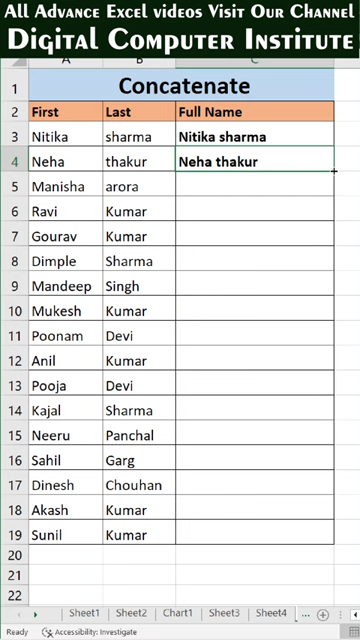 All Advance Excel videos Visit Our Channel
Digital Computer Institute
A B C
1 Concatenate
2 First Last Full Name
3 Nitika sharma Nitika sharma
4 Neha thakur Neha thakur
5 Manisha arora
6 Ravi Kumar
7 Gourav Kumar
8 Dimple Sharma
9 Mandeep Singh
10 Mukesh Kumar
11 Poonam Devi
12 Anil Kumar
13 Pooja Devi
14 Kajal Sharma
15 Neeru Panchal
16 Sahil Garg
17 Dinesh Chouhan
18 Akash Kumar
19 Sunil Kumar
20
21
22
Sheet1 Sheet2 Chart1 Sheet3 Sheet4 ...
Ready Accessibility: Investigate